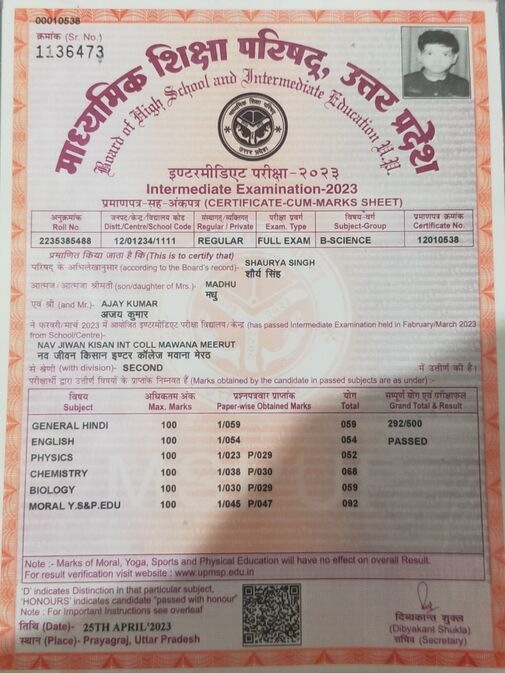 00010538
क्रमांक (Sr. No.)
1136473
माध्यमिक शिक्षा परिषद्, उत्तर प्रदेश
Board of High School and Intermediate Education U.P.
इण्टरमीडिएट परीक्षा-२०२३
Intermediate Examination-2023
प्रमाणपत्र-सह-अंकपत्र (CERTIFICATE-CUM-MARKS SHEET)
अनुक्रमांक जनपद/केन्द्र/विद्यालय कोड संस्थागत/व्यक्तिगत परीक्षा प्रवर्ग विषय-वर्ग प्रमाणपत्र क्रमांक
Roll No. Distt./Centre/School Code Regular / Private Exam. Type Subject-Group Certificate No.
2235385488 12/01234/1111 REGULAR FULL EXAM B-SCIENCE 12010538
प्रमाणित किया जाता है कि (This is to certify that)
SHAURYA SINGH
परिषद् के अभिलेखानुसार (according to the Board's record)-
शौर्य सिंह
आत्मज / आत्मजा श्रीमती (son/daughter of Mrs.)- MADHU
मधु
एवं श्री (and Mr.)- AJAY KUMAR
अजय कुमार
ने फरवरी/मार्च 2023 में आयोजित इण्टरमीडिएट परीक्षा विद्यालय/केन्द्र (has passed Intermediate Examination held in Fabruary/March 2023
from School/Centre)-
NAV JIWAN KISAN INT COLL MAWANA MEERUT
नव जीवन किसान इण्टर कॉलेज मवाना मेरठ
से श्रेणी (with division)- SECOND में उत्तीर्ण की है।
परीक्षार्थी द्वारा उत्तीर्ण विषयों के प्राप्तांक निम्नवत हैं (Marks obtained by the candidate in passed subjects are as under) :-
विषय अधिकतम अंक प्रश्नपत्रवार प्राप्तांक योग सम्पूर्ण योग एवं परीक्षाफल
Subject Max. Marks Paper-wise Obtained Marks Total Grand Total & Result
GENERAL HINDI 100 1/059 059 292/500
ENGLISH 100 1/054 054 PASSED
PHYSICS 100 1/023 P/029 052
CHEMISTRY 100 1/038 P/030 068
BIOLOGY 100 1/030 P/029 059
MORAL Y.S&P.EDU 100 1/045 P/047 092
Note :- Marks of Moral, Yoga, Sports and Physical Education will have no effect on overall Result.
For result verification visit website : www.upmsp.edu.in
'D' indicates Distinction in that particular subject,
'HONOURS' indicates candidate "passed with honour"
Note : For Important Instructions see overleaf
तिथि (Date)- 25TH APRIL'2023
स्थान (Place)- Prayagraj, Uttar Pradesh
दिव्यकान्त शुक्ल
(Dibyakant Shukla)
सचिव (Secretary)